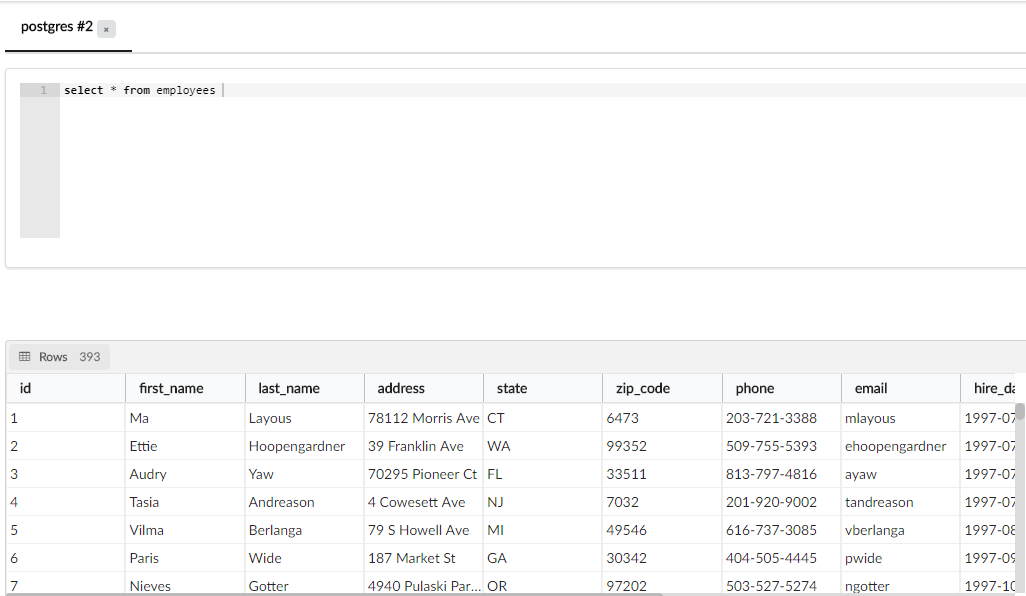 postgres #2 ×
1 select * from employees
Rows 393
id first_name last_name address state zip_code phone email hire_da
1 Ma Layous 78112 Morris Ave CT 6473 203-721-3388 mlayous 1997-07
2 Ettie Hoopengardner 39 Franklin Ave WA 99352 509-755-5393 ehoopengardner 1997-07
3 Audry Yaw 70295 Pioneer Ct FL 33511 813-797-4816 ayaw 1997-07
4 Tasia Andreason 4 Cowesett Ave NJ 7032 201-920-9002 tandreason 1997-07
5 Vilma Berlanga 79 S Howell Ave MI 49546 616-737-3085 vberlanga 1997-08
6 Paris Wide 187 Market St GA 30342 404-505-4445 pwide 1997-09
7 Nieves Gotter 4940 Pulaski Par... OR 97202 503-527-5274 ngotter 1997-10